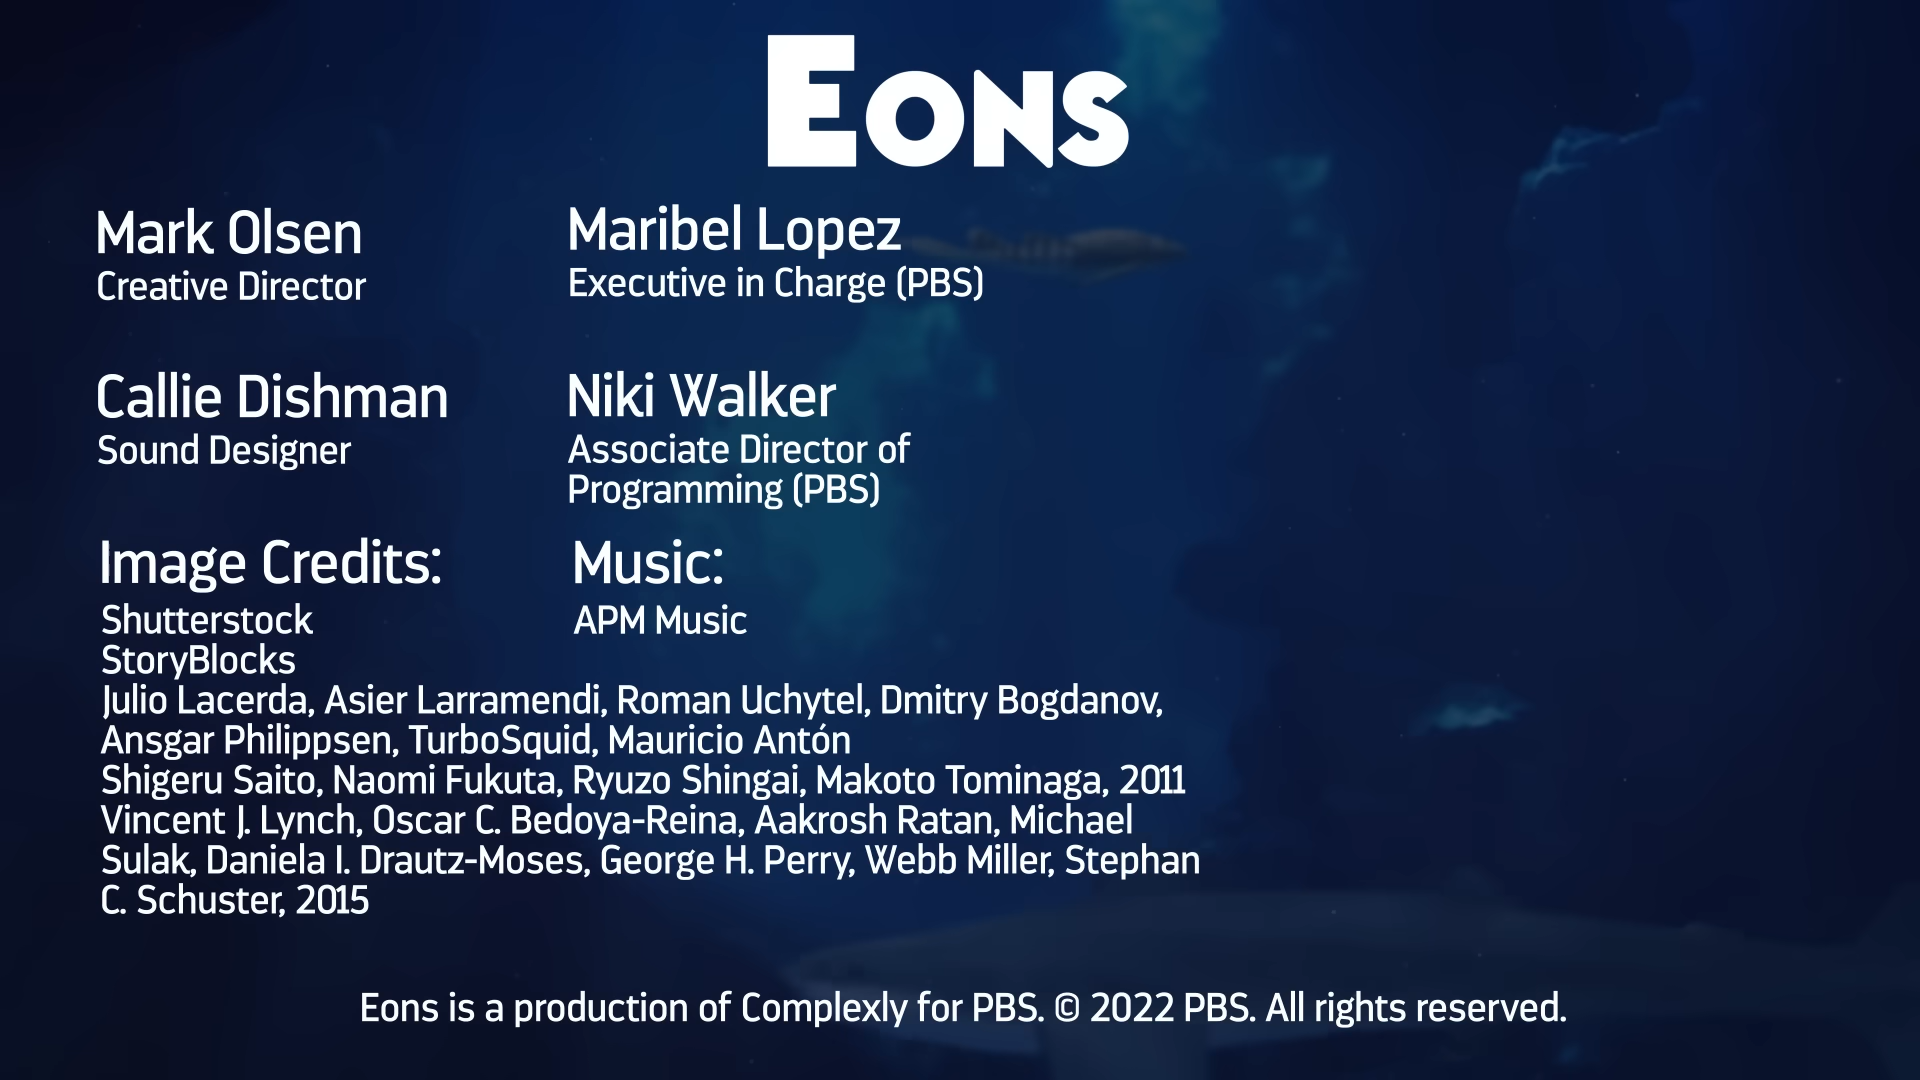 Eons
Mark Olsen
Creative Director
Maribel Lopez
Executive in Charge (PBS)
Callie Dishman
Sound Designer
Niki Walker
Associate Director of
Programming (PBS)
Image Credits:
Shutterstock
StoryBlocks
Music:
APM Music
Julio Lacerda, Asier Larramendi, Roman Uchytel, Dmitry Bogdanov,
Ansgar Philippsen, TurboSquid, Mauricio Antón
Shigeru Saito, Naomi Fukuta, Ryuzo Shingai, Makoto Tominaga, 2011
Vincent J. Lynch, Oscar C. Bedoya-Reina, Aakrosh Ratan, Michael
Sulak, Daniela I. Drautz-Moses, George H. Perry, Webb Miller, Stephan
C. Schuster, 2015
Eons is a production of Complexly for PBS. © 2022 PBS. All rights reserved.